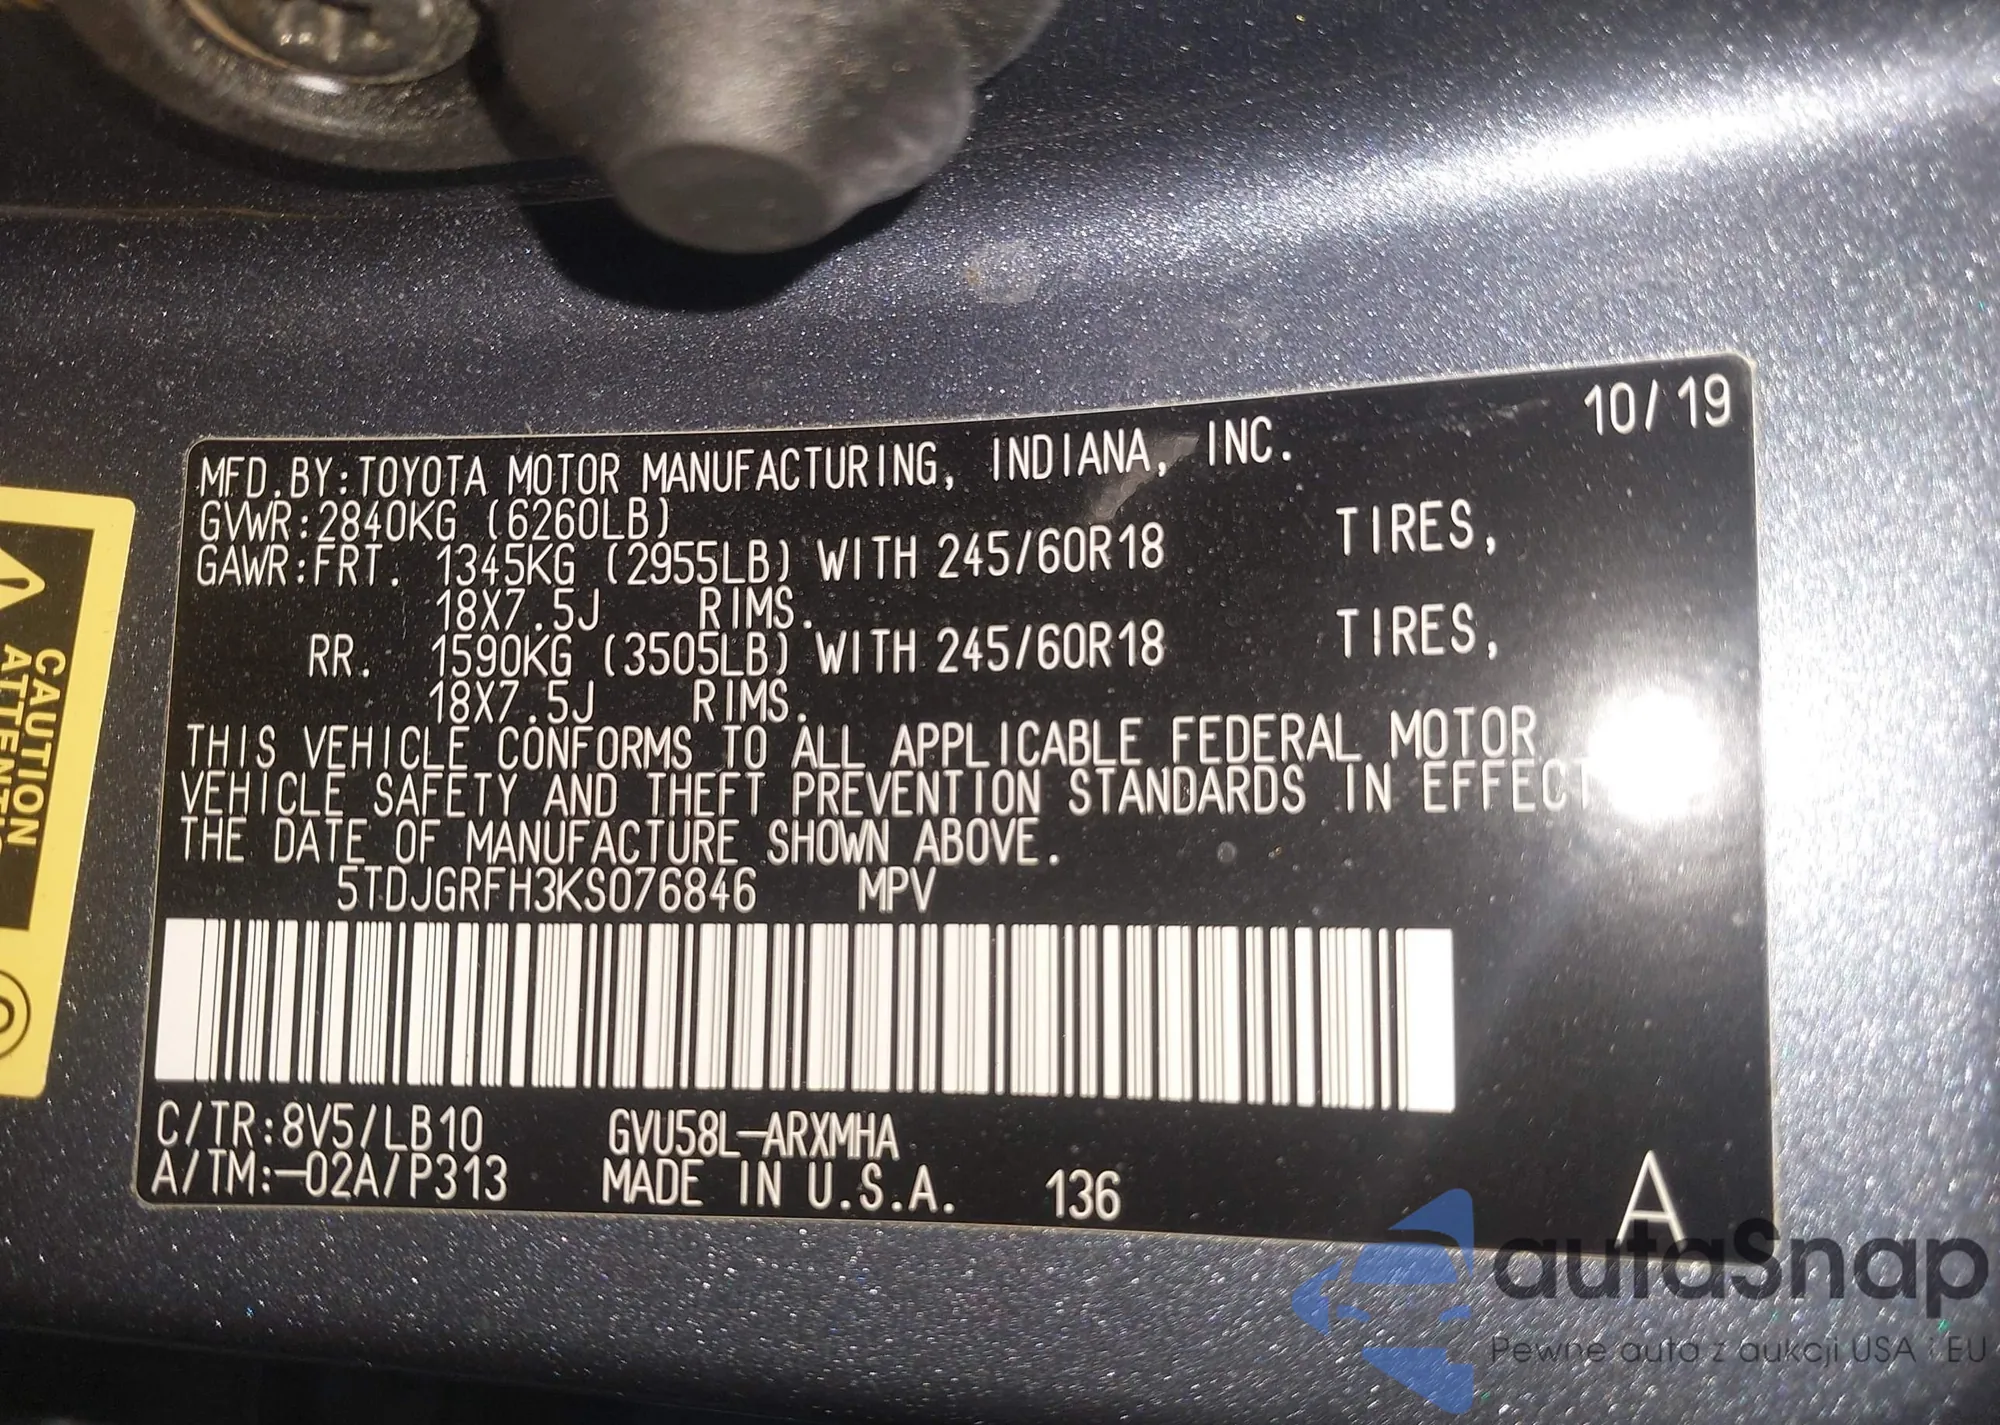 10/19
MFD.BY:TOYOTA MOTOR MANUFACTURING, INDIANA, INC.
GVWR:2840KG (6260LB)
GAWR:FRT. 1345KG (2955LB) WITH 245/60R18 TIRES,
18X7.5J RIMS.
RR. 1590KG (3505LB) WITH 245/60R18 TIRES,
18X7.5J RIMS.
THIS VEHICLE CONFORMS TO ALL APPLICABLE FEDERAL MOTOR
VEHICLE SAFETY AND THEFT PREVENTION STANDARDS IN EFFECT
THE DATE OF MANUFACTURE SHOWN ABOVE.
5TDJGRFH3KS076846 MPV
C/TR:8V5/LB10 GVU58L-ARXMHA
A/TM:-02A/P313 MADE IN U.S.A. 136
A
CAUTION
autaSnap
Pewne auta z aukcji USA i EU